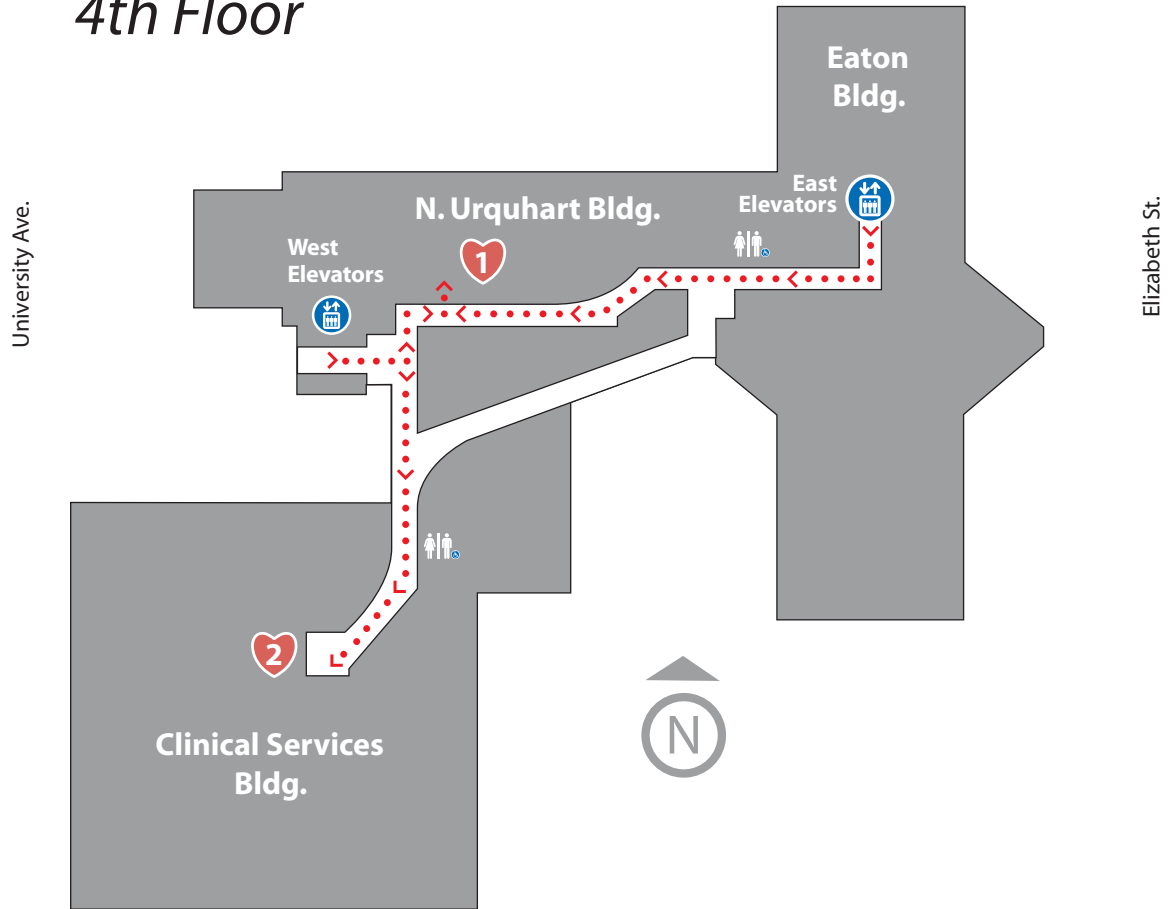 4th Floor
Eaton
Bldg.
East
Elevators
N. Urquhart Bldg.
West
Elevators
1
University Ave.
Elizabeth St.
2
Clinical Services
Bldg.
N